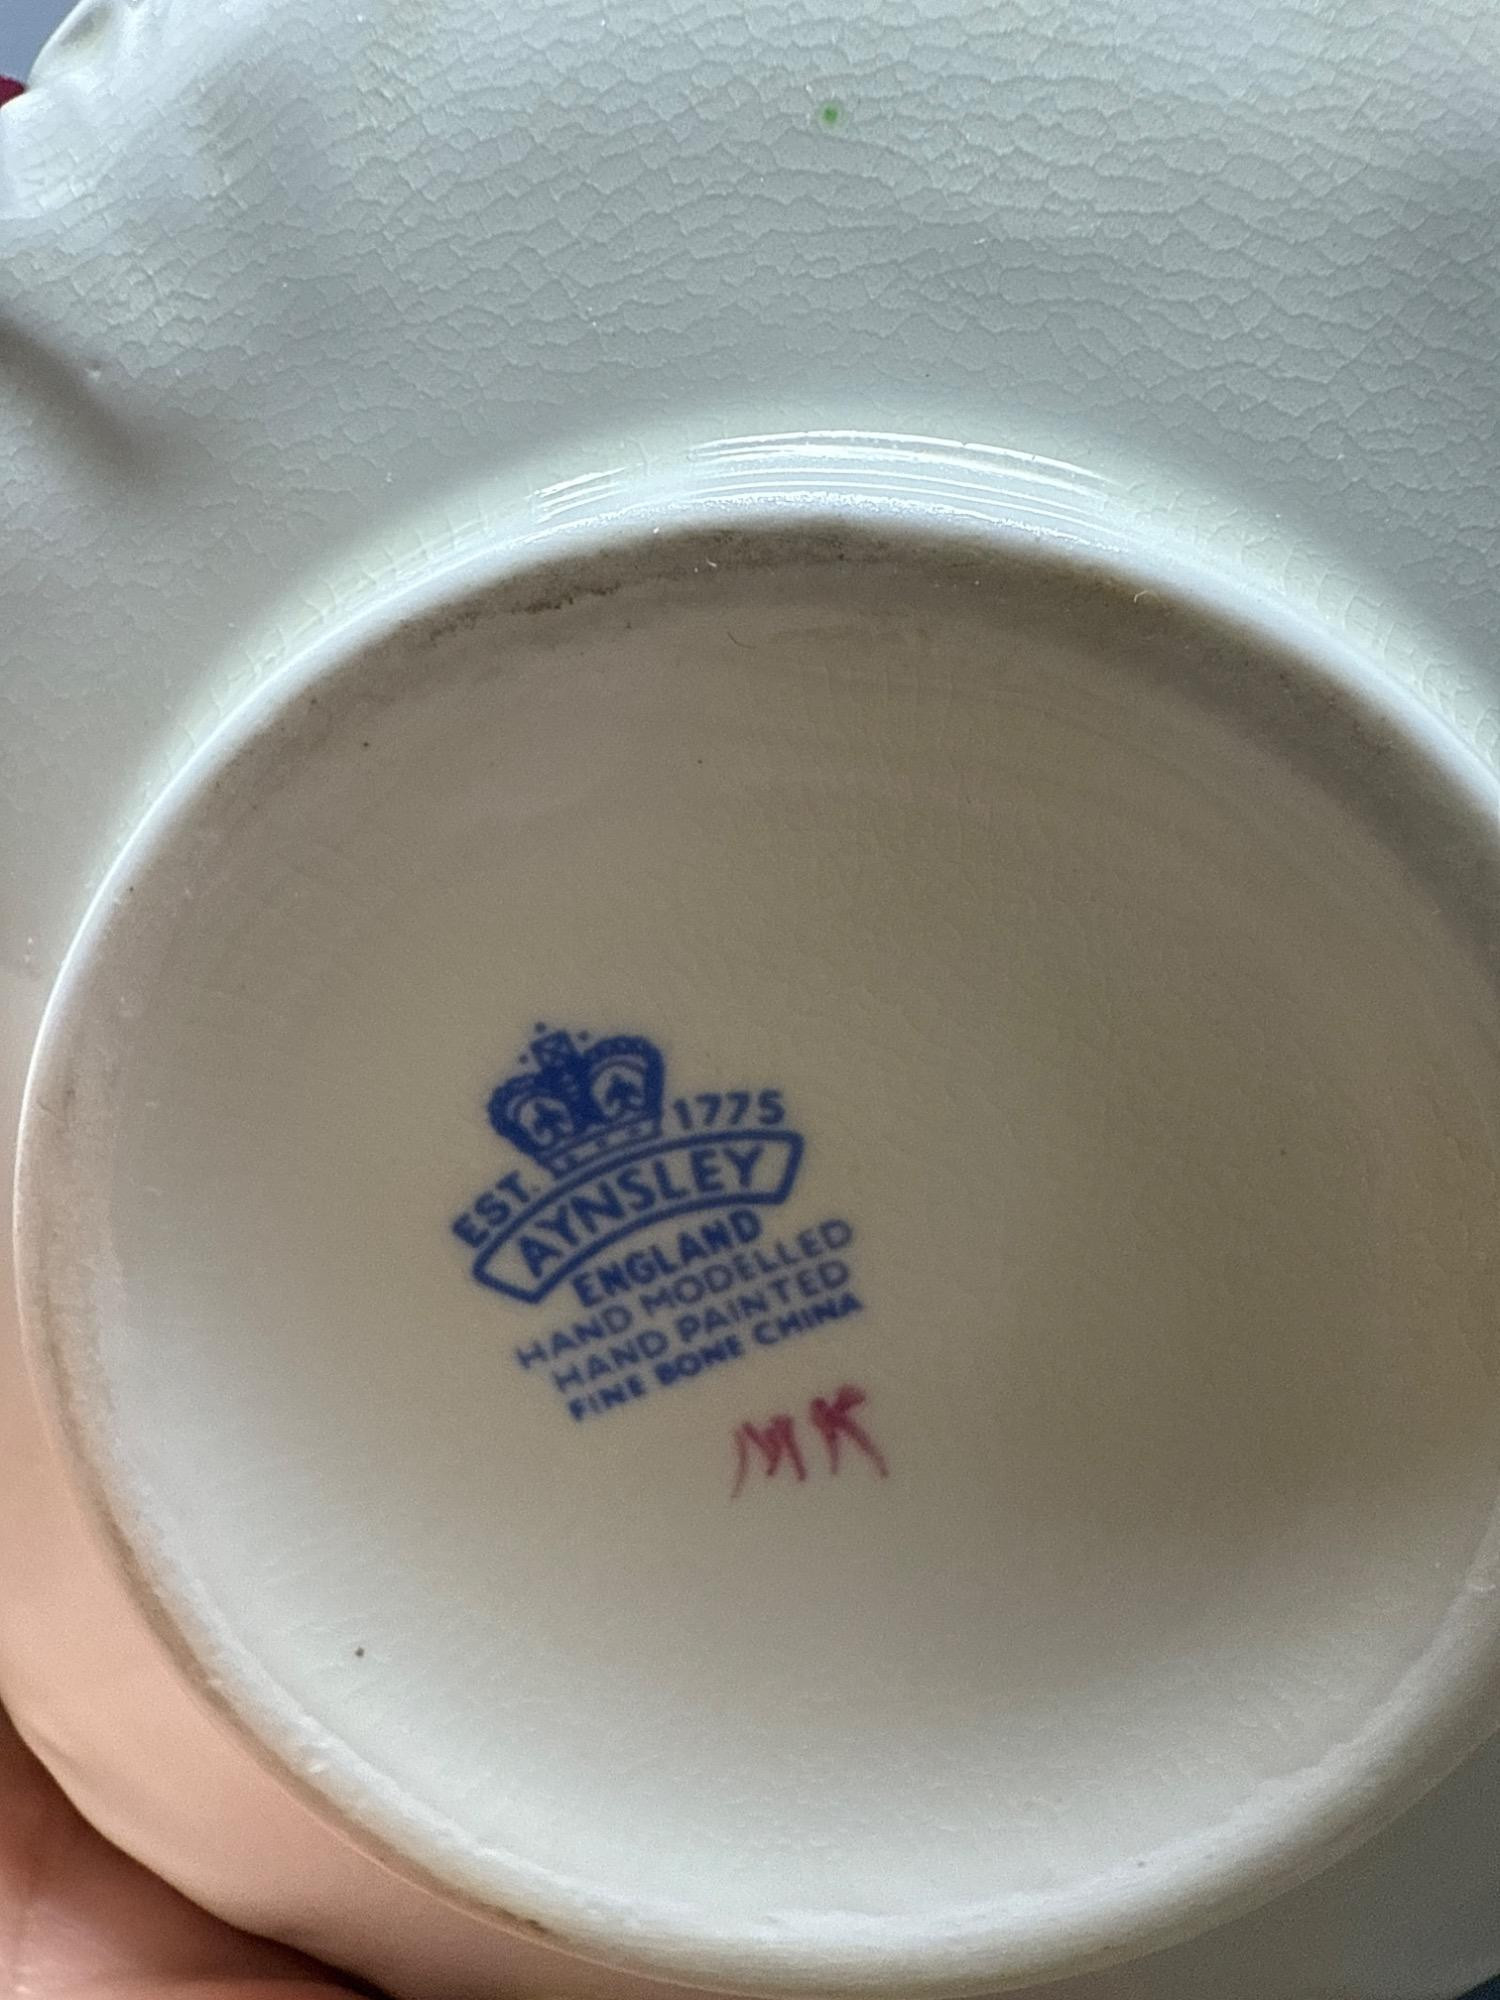 EST. 1775
AYNSLEY
ENGLAND
HAND MODELLED
HAND PAINTED
FINE BONE CHINA
MK